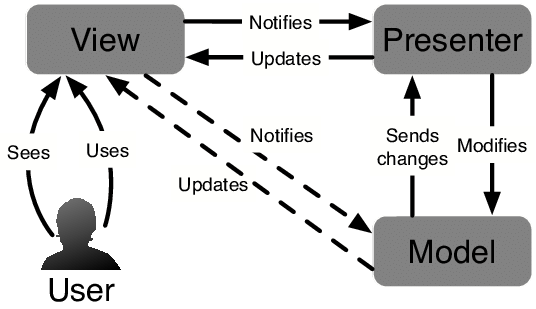 View
Notifies
Presenter
Updates
Sees
Uses
Notifies
Updates
Sends
changes
Modifies
Model
User